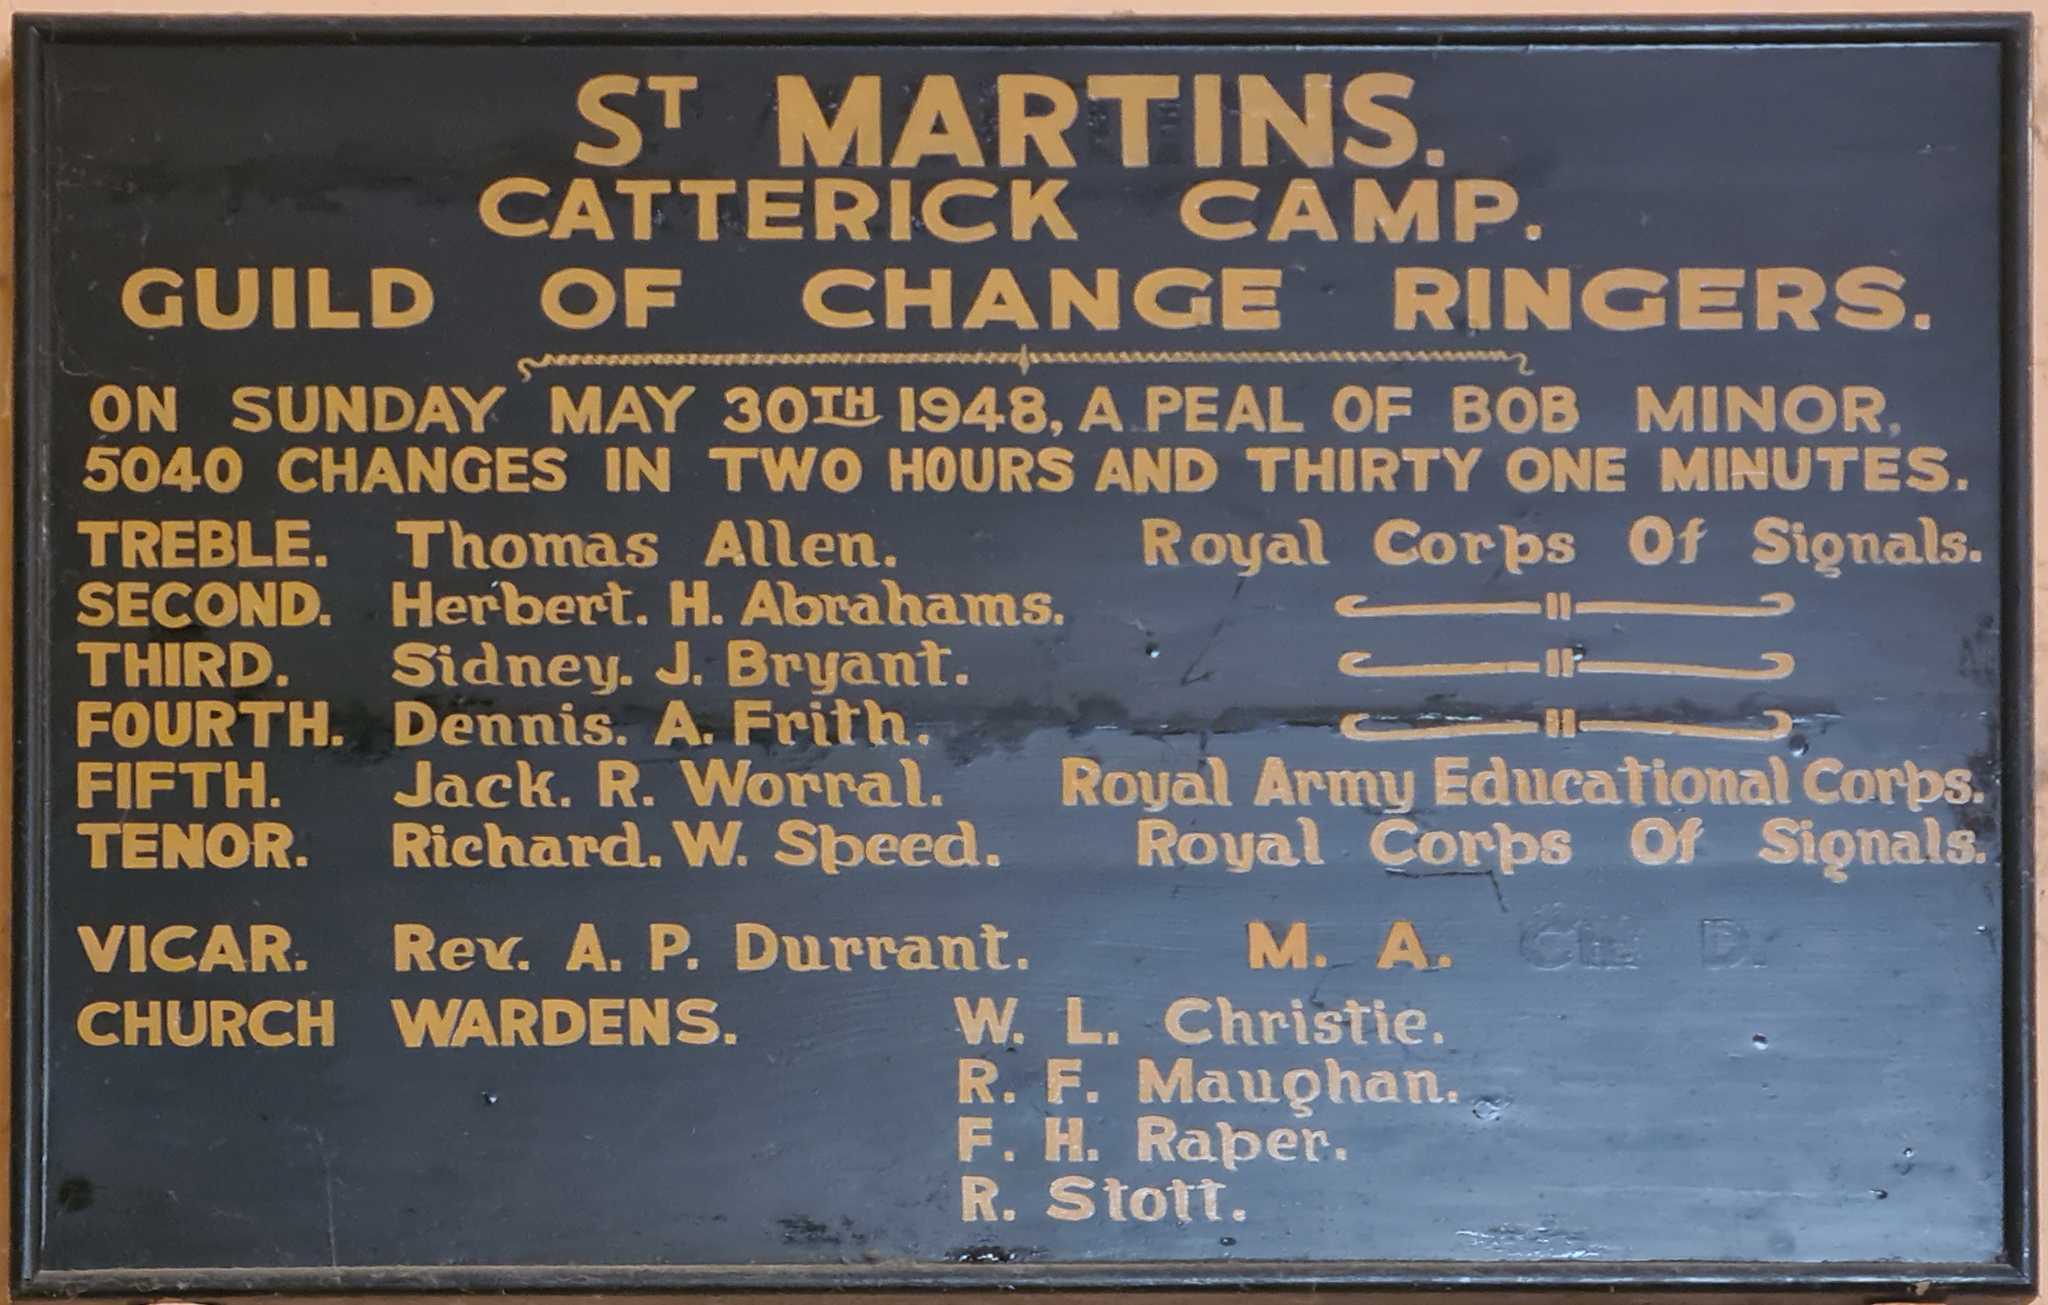 ST MARTINS.
CATTERICK CAMP.
GUILD OF CHANGE RINGERS.
ON SUNDAY MAY 30TH 1948, A PEAL OF BOB MINOR,
5040 CHANGES IN TWO HOURS AND THIRTY ONE MINUTES.
TREBLE. Thomas Allen. Royal Corps Of Signals.
SECOND. Herbert. H. Abrahams. "
THIRD. Sidney. J. Bryant. "
FOURTH. Dennis. A. Frith. "
FIFTH. Jack. R. Worral. Royal Army Educational Corps.
TENOR. Richard. W. Speed. Royal Corps Of Signals.
VICAR. Rev. A. P. Durrant. M. A.
CHURCH WARDENS. W. L. Christie.
R. F. Maughan.
F. H. Raper.
R. Stott.